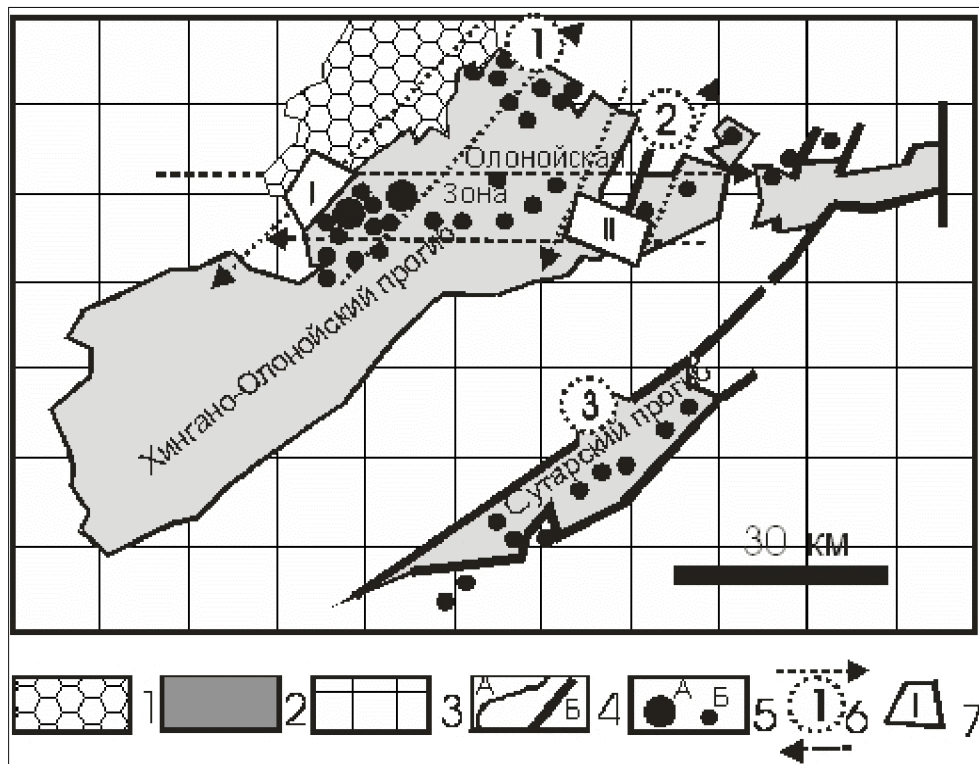 1
2
Олонойская
Зона
I
II
Хингано-Олонойский прогиб
3
Сутарский прогиб
30 км
1
2
3
А
Б
4
А
Б
5
1
6
I
7